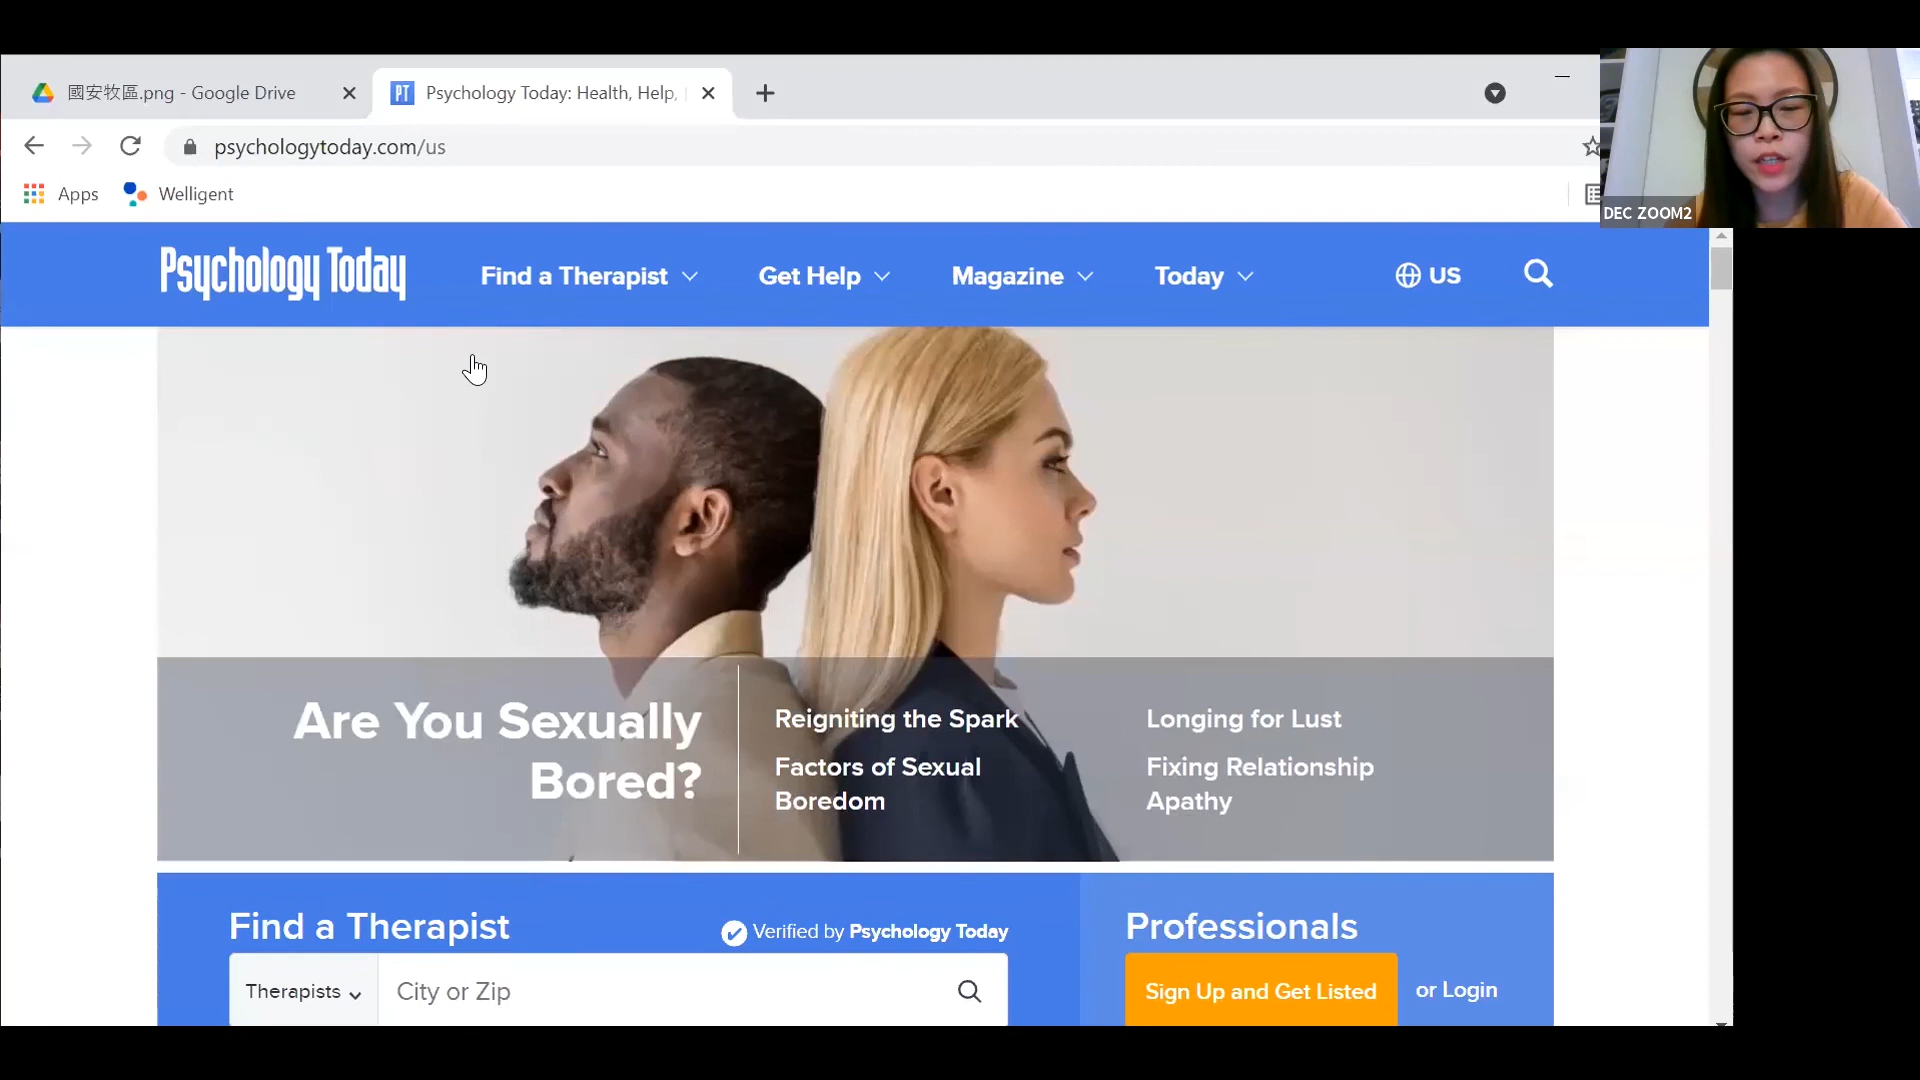 國安牧區.png - Google Drive
PT Psychology Today: Health, Help,
psychologytoday.com/us
Apps
Welligent
DEC ZOOM2
Psychology Today
Find a Therapist
Get Help
Magazine
Today
US
Are You Sexually
Bored?
Reigniting the Spark
Factors of Sexual
Boredom
Longing for Lust
Fixing Relationship
Apathy
Find a Therapist
Verified by Psychology Today
Therapists
City or Zip
Professionals
Sign Up and Get Listed
or Login